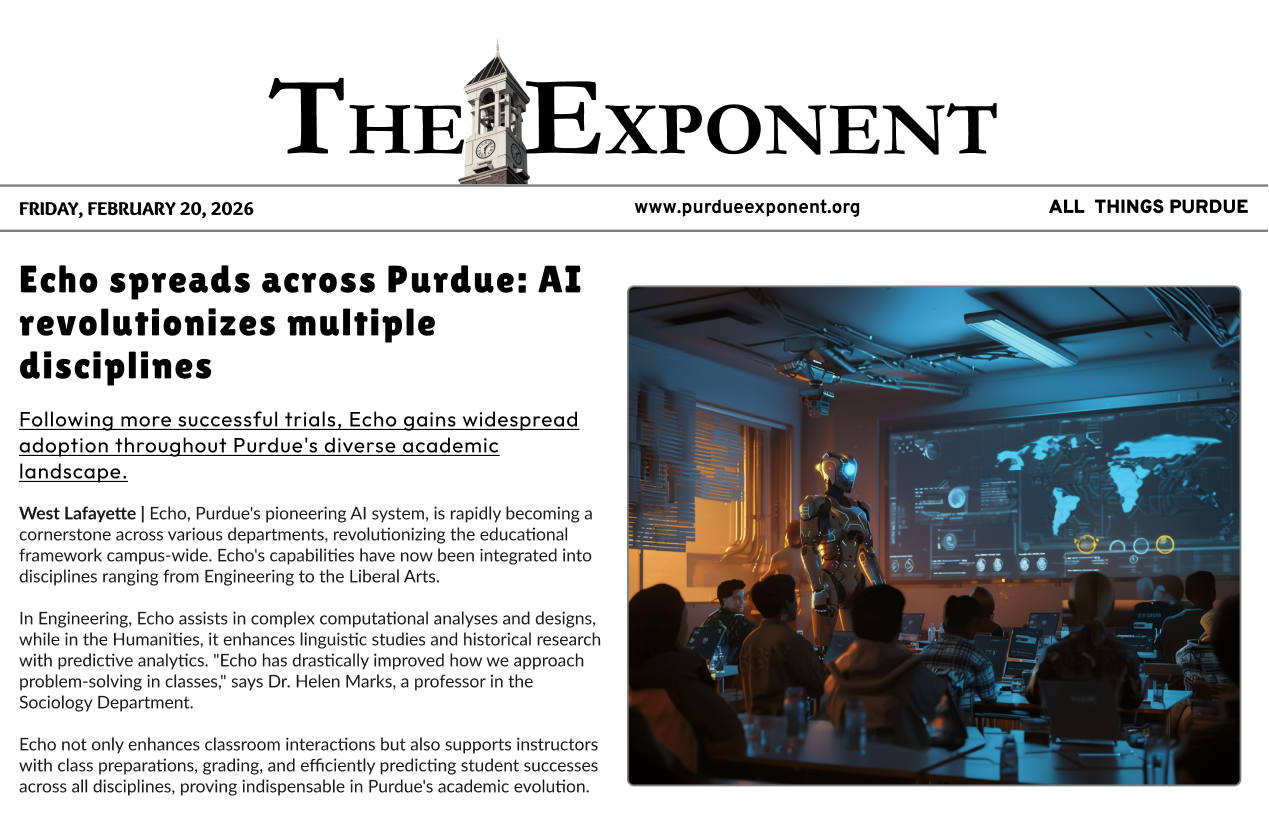 THE EXPONENT
FRIDAY, FEBRUARY 20, 2026
www.purdueexponent.org
ALL THINGS PURDUE
Echo spreads across Purdue: AI
revolutionizes multiple
disciplines
Following more successful trials, Echo gains widespread
adoption throughout Purdue's diverse academic
landscape.
West Lafayette | Echo, Purdue's pioneering AI system, is rapidly becoming a
cornerstone across various departments, revolutionizing the educational
framework campus-wide. Echo's capabilities have now been integrated into
disciplines ranging from Engineering to the Liberal Arts.
In Engineering, Echo assists in complex computational analyses and designs,
while in the Humanities, it enhances linguistic studies and historical research
with predictive analytics. "Echo has drastically improved how we approach
problem-solving in classes," says Dr. Helen Marks, a professor in the
Sociology Department.
Echo not only enhances classroom interactions but also supports instructors
with class preparations, grading, and efficiently predicting student successes
across all disciplines, proving indispensable in Purdue's academic evolution.